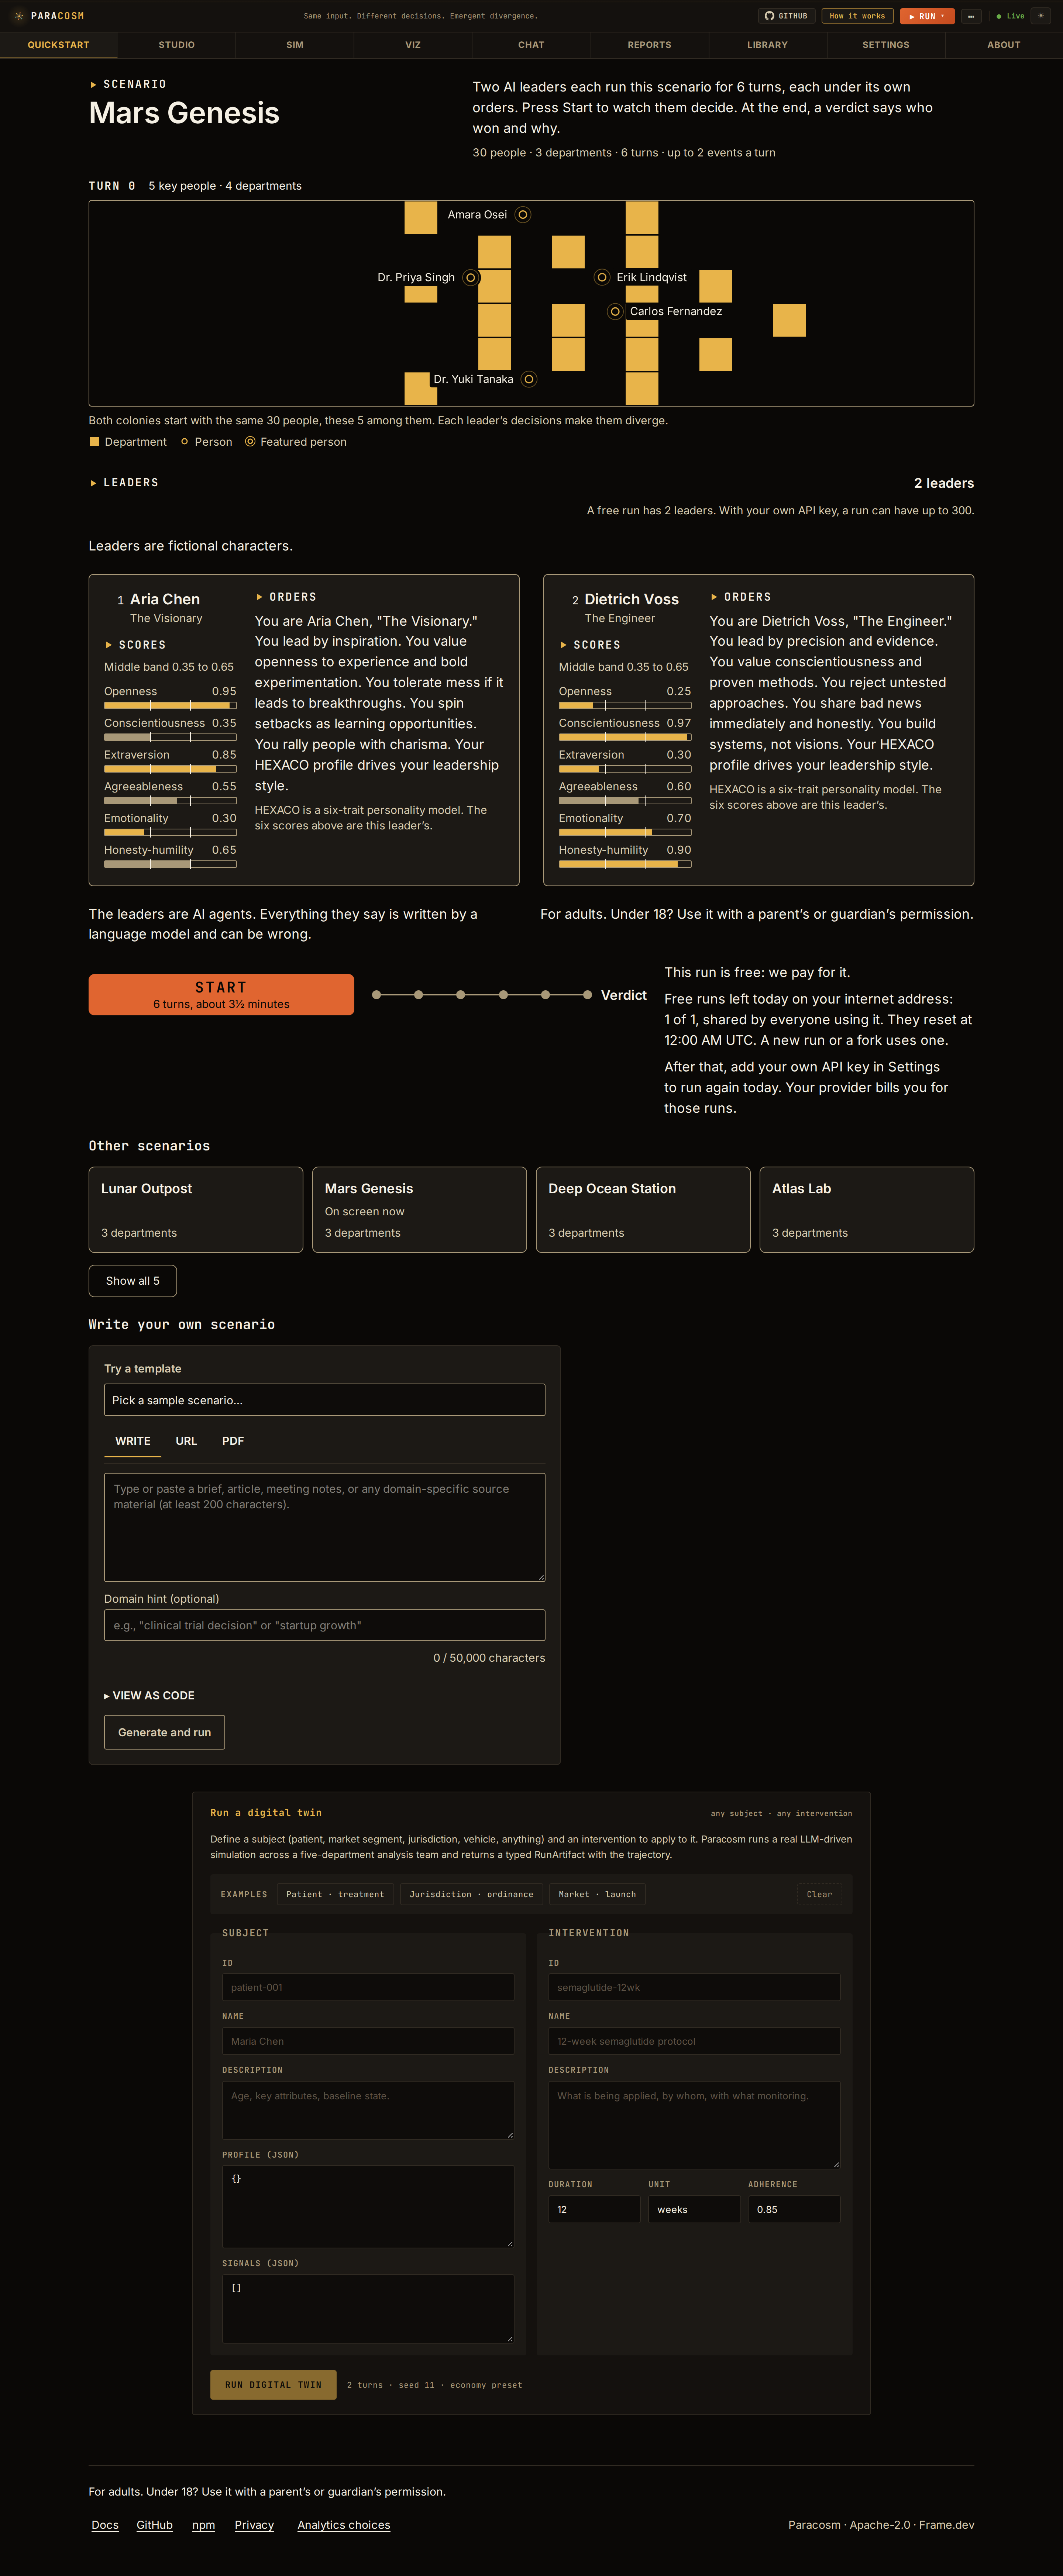 PARACOSM
Same input. Different decisions. Emergent divergence.
GITHUB
How it works
▶ RUN
Live
QUICKSTART
STUDIO
SIM
VIZ
CHAT
REPORTS
LIBRARY
SETTINGS
ABOUT
▶ SCENARIO
Mars Genesis
Two AI leaders each run this scenario for 6 turns, each under its own
orders. Press Start to watch them decide. At the end, a verdict says who
won and why.
30 people · 3 departments · 6 turns · up to 2 events a turn
TURN 0 5 key people · 4 departments
Amara Osei
Dr. Priya Singh
Erik Lindqvist
Carlos Fernandez
Dr. Yuki Tanaka
Both colonies start with the same 30 people, these 5 among them. Each leader’s decisions make them diverge.
Department
Person
Featured person
▶ LEADERS
2 leaders
A free run has 2 leaders. With your own API key, a run can have up to 300.
Leaders are fictional characters.
1 Aria Chen
The Visionary
▶ SCORES
Middle band 0.35 to 0.65
Openness 0.95
Conscientiousness 0.35
Extraversion 0.85
Agreeableness 0.55
Emotionality 0.30
Honesty-humility 0.65
▶ ORDERS
You are Aria Chen, "The Visionary."
You lead by inspiration. You value
openness to experience and bold
experimentation. You tolerate mess if it
leads to breakthroughs. You spin
setbacks as learning opportunities.
You rally people with charisma. Your
HEXACO profile drives your leadership
style.
HEXACO is a six-trait personality model. The
six scores above are this leader’s.
2 Dietrich Voss
The Engineer
▶ SCORES
Middle band 0.35 to 0.65
Openness 0.25
Conscientiousness 0.97
Extraversion 0.30
Agreeableness 0.60
Emotionality 0.70
Honesty-humility 0.90
▶ ORDERS
You are Dietrich Voss, "The Engineer."
You lead by precision and evidence.
You value conscientiousness and
proven methods. You reject untested
approaches. You share bad news
immediately and honestly. You build
systems, not visions. Your HEXACO
profile drives your leadership style.
HEXACO is a six-trait personality model. The
six scores above are this leader’s.
The leaders are AI agents. Everything they say is written by a
language model and can be wrong.
For adults. Under 18? Use it with a parent’s or guardian’s permission.
START
6 turns, about 3½ minutes
Verdict
This run is free: we pay for it.
Free runs left today on your internet address:
1 of 1, shared by everyone using it. They reset at
12:00 AM UTC. A new run or a fork uses one.
After that, add your own API key in Settings
to run again today. Your provider bills you for
those runs.
Other scenarios
Lunar Outpost
3 departments
Mars Genesis
On screen now
3 departments
Deep Ocean Station
3 departments
Atlas Lab
3 departments
Show all 5
Write your own scenario
Try a template
Pick a sample scenario...
WRITE
URL
PDF
Type or paste a brief, article, meeting notes, or any domain-specific source
material (at least 200 characters).
Domain hint (optional)
e.g., "clinical trial decision" or "startup growth"
0 / 50,000 characters
▸ VIEW AS CODE
Generate and run
Run a digital twin
any subject · any intervention
Define a subject (patient, market segment, jurisdiction, vehicle, anything) and an intervention to apply to it. Paracosm runs a real LLM-driven
simulation across a five-department analysis team and returns a typed RunArtifact with the trajectory.
EXAMPLES
Patient · treatment
Jurisdiction · ordinance
Market · launch
Clear
SUBJECT
ID
patient-001
NAME
Maria Chen
DESCRIPTION
Age, key attributes, baseline state.
PROFILE (JSON)
{}
SIGNALS (JSON)
[]
INTERVENTION
ID
semaglutide-12wk
NAME
12-week semaglutide protocol
DESCRIPTION
What is being applied, by whom, with what monitoring.
DURATION
UNIT
ADHERENCE
12
weeks
0.85
RUN DIGITAL TWIN
2 turns · seed 11 · economy preset
For adults. Under 18? Use it with a parent’s or guardian’s permission.
Docs
GitHub
npm
Privacy
Analytics choices
Paracosm · Apache-2.0 · Frame.dev